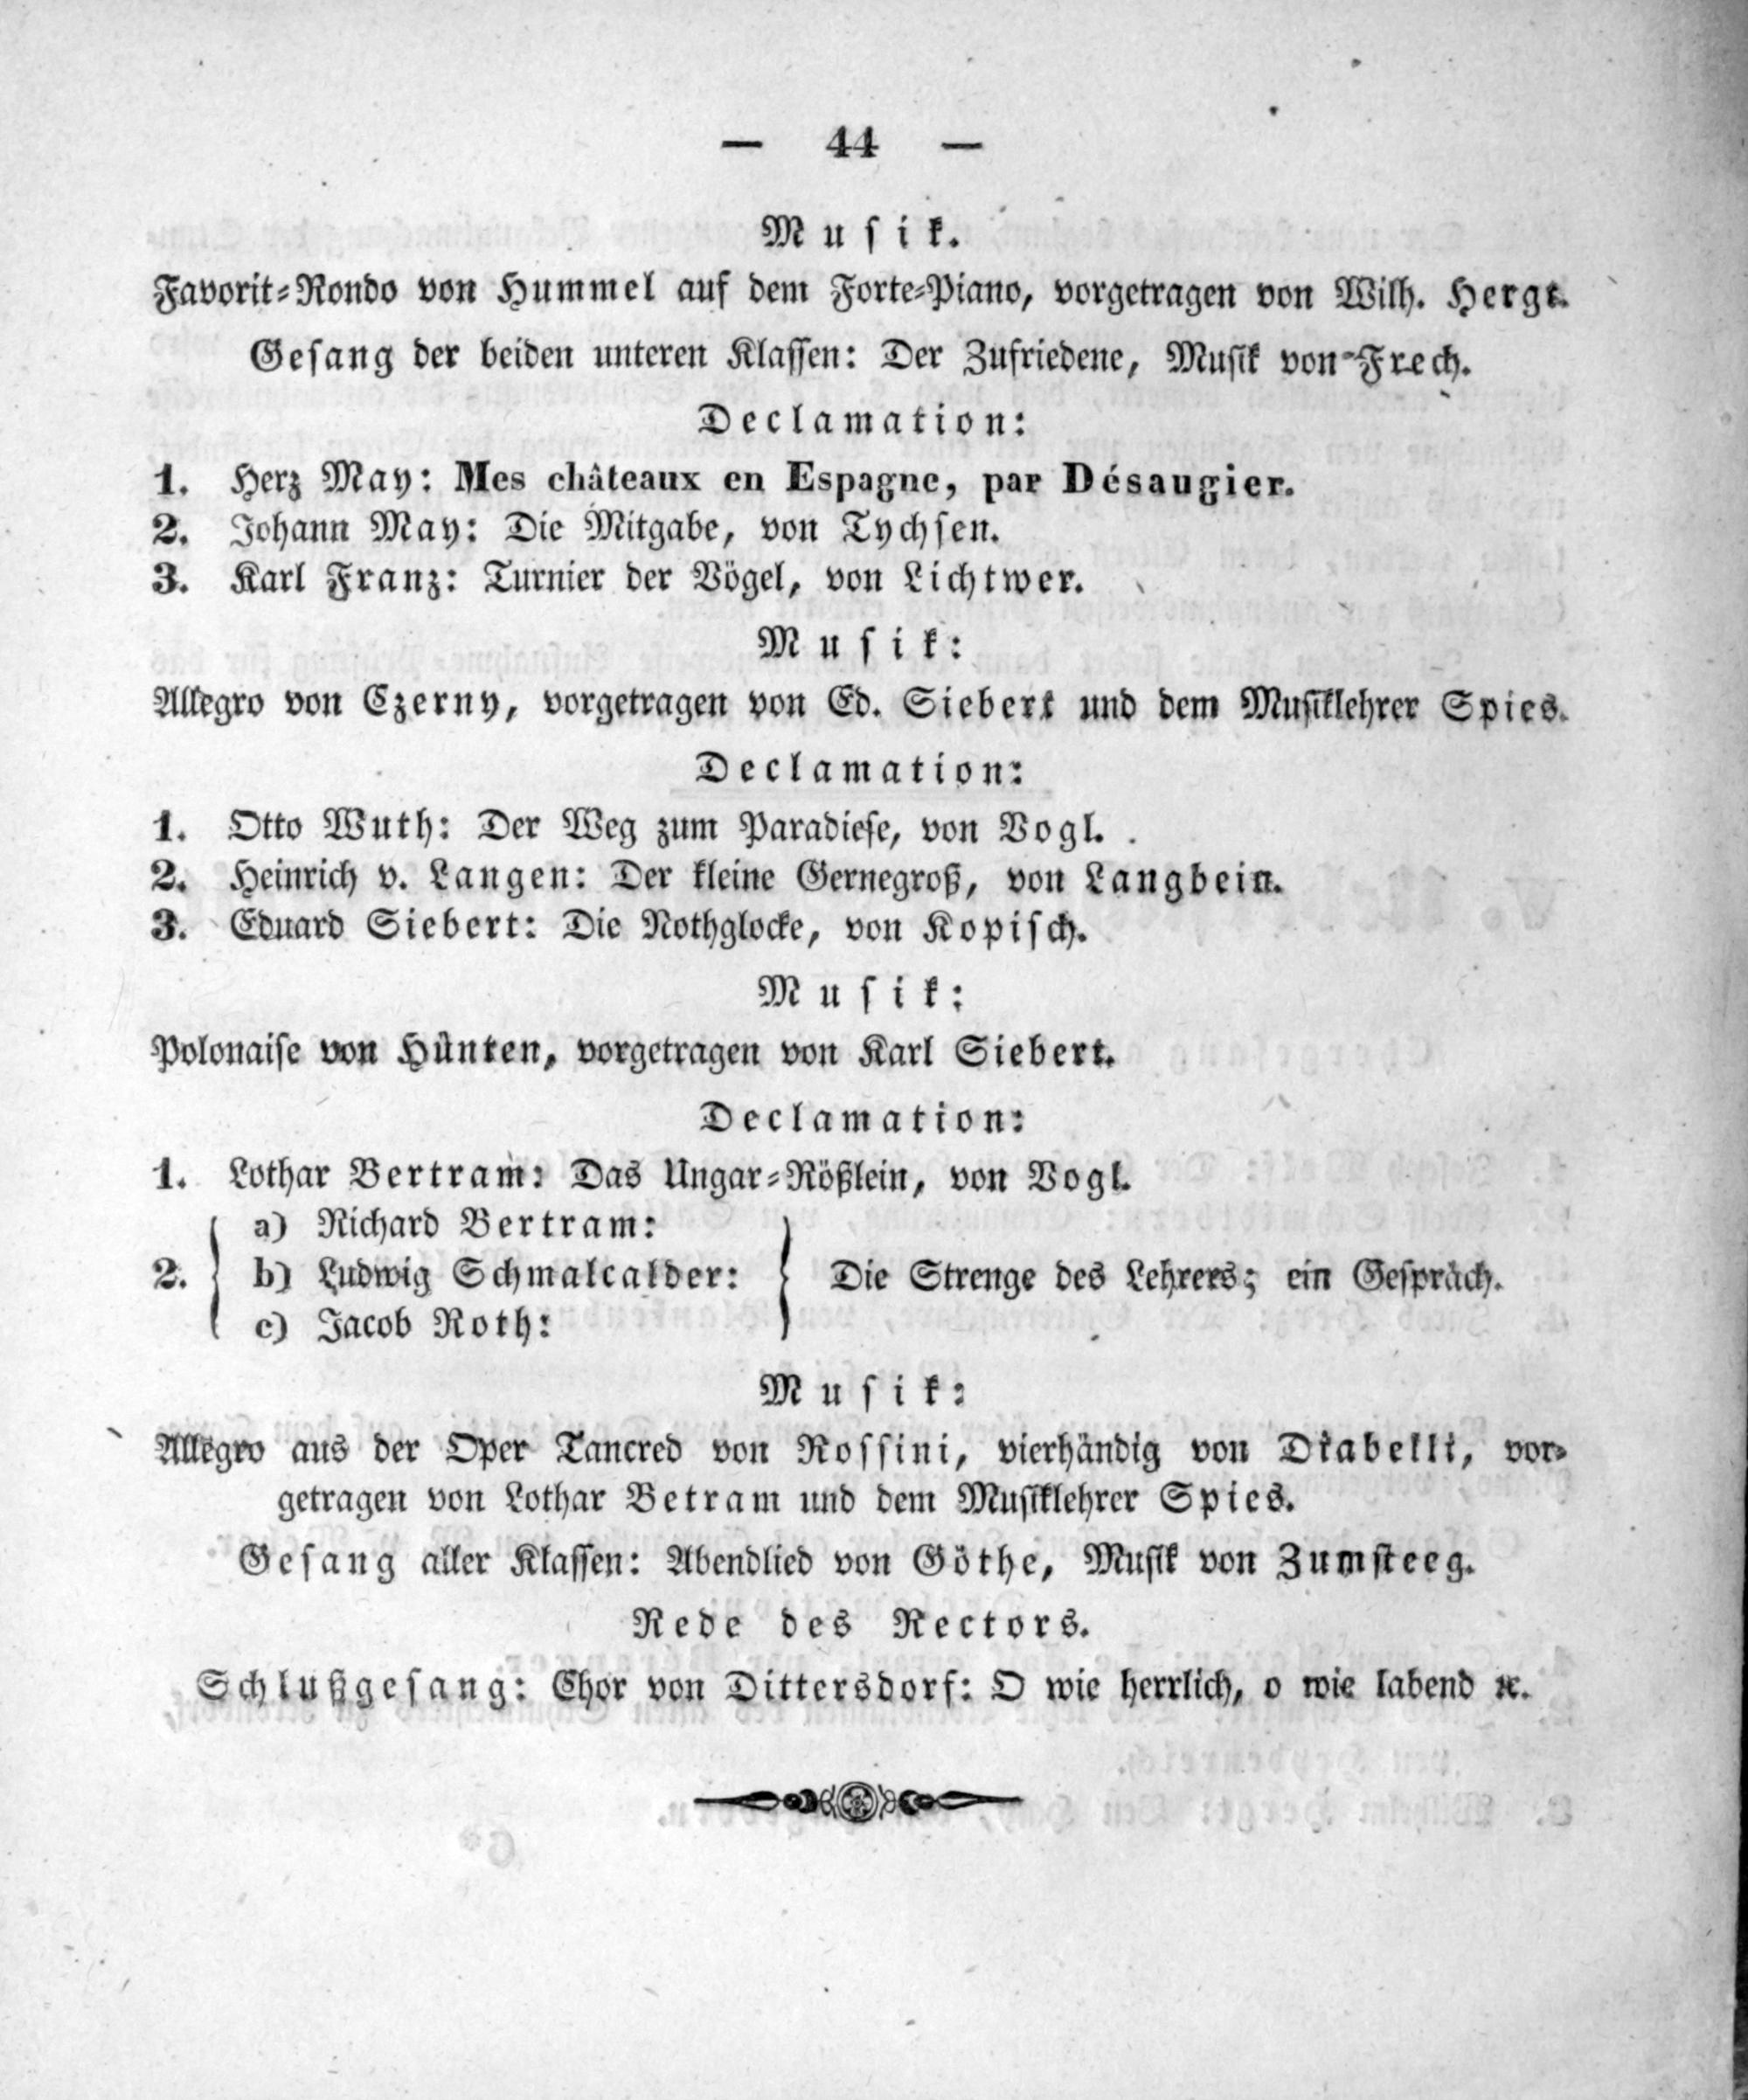 — 44 —
Musik.
Favorit-Rondo von Hummel auf dem Forte-Piano, vorgetragen von Wilh. Hergt.
Gesang der beiden unteren Klassen: Der Zufriedene, Musik von Frech.
Declamation:
1. Herz May: Mes châteaux en Espagne, par Désaugier.
2. Johann May: Die Mitgabe, von Tychsen.
3. Karl Franz: Turnier der Vögel, von Lichtwer.
Musik:
Allegro von Czerny, vorgetragen von Ed. Siebert und dem Musiklehrer Spies.
Declamation:
1. Otto Wuth: Der Weg zum Paradiese, von Vogl.
2. Heinrich v. Langen: Der kleine Gernegroß, von Langbein.
3. Eduard Siebert: Die Nothglocke, von Kopisch.
Musik:
Polonaise von Hünten, vorgetragen von Karl Siebert.
Declamation:
1. Lothar Bertram: Das Ungar-Rößlein, von Vogl.
a) Richard Bertram:
2. b) Ludwig Schmalcalder: Die Strenge des Lehrers; ein Gespräch.
c) Jacob Roth:
Musik:
Allegro aus der Oper Tancred von Rossini, vierhändig von Diabelli, vor-
getragen von Lothar Betram und dem Musiklehrer Spies.
Gesang aller Klassen: Abendlied von Göthe, Musik von Zumsteeg.
Rede des Rectors.
Schlußgesang: Chor von Dittersdorf: O wie herrlich, o wie labend ꝛc.